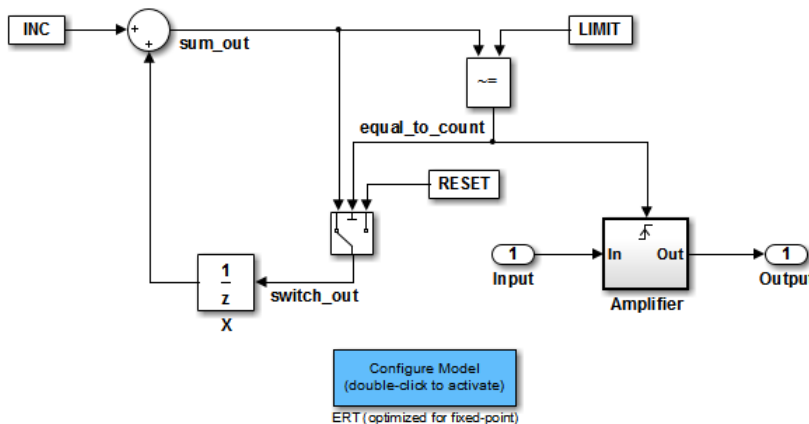 INC
+
+
sum_out
LIMIT
~=
equal_to_count
RESET
1
z
X
switch_out
1
Input
In
Out
Amplifier
1
Output
Configure Model
(double-click to activate)
ERT (optimized for fixed-point)